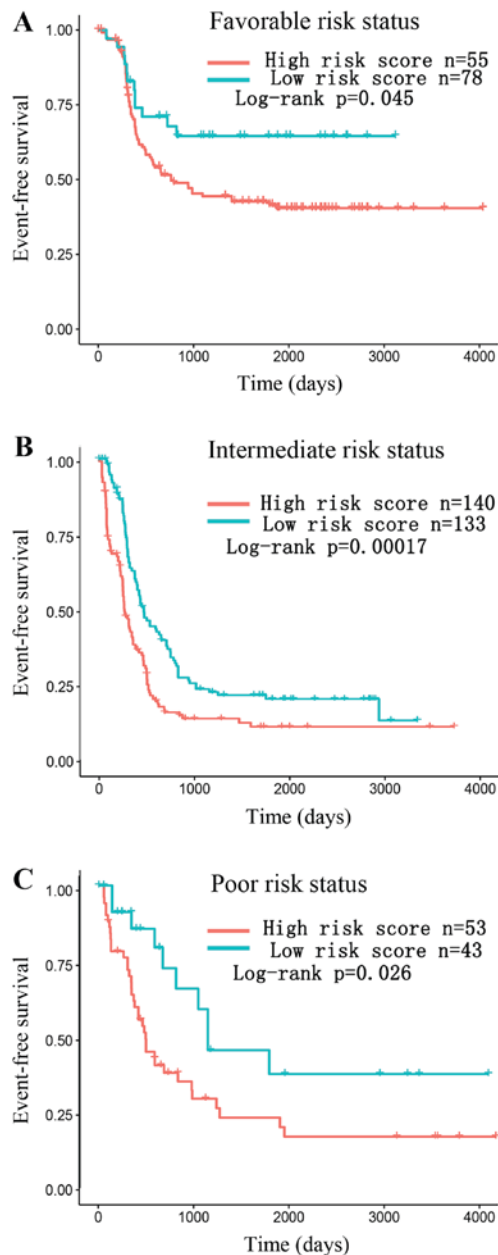 A
Favorable risk status
High risk score n=55
Low risk score n=78
Log-rank p=0.045
Event-free survival
1.00
0.75
0.50
0.25
0.00
0 1000 2000 3000 4000
Time (days)
B
Intermediate risk status
High risk score n=140
Low risk score n=133
Log-rank p=0.00017
Event-free survival
1.00
0.75
0.50
0.25
0.00
0 1000 2000 3000 4000
Time (days)
C
Poor risk status
High risk score n=53
Low risk score n=43
Log-rank p=0.026
Event-free survival
1.00
0.75
0.50
0.25
0.00
0 1000 2000 3000 4000
Time (days)